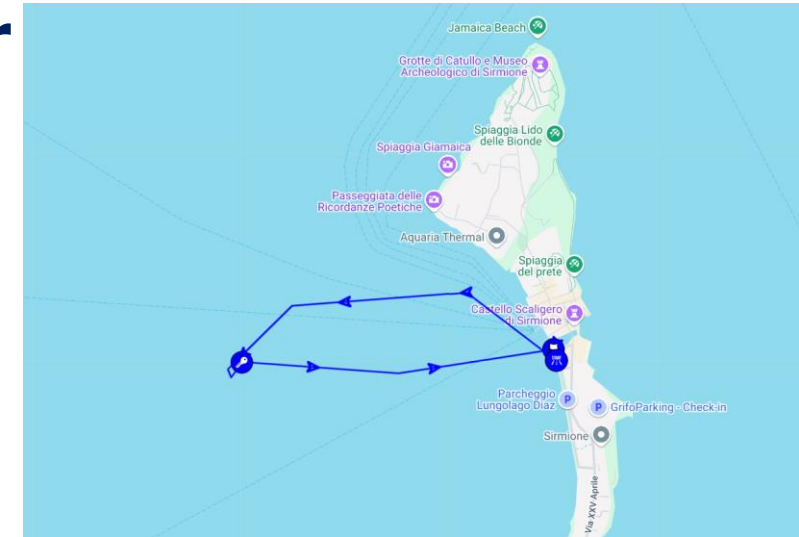 r
Jamaica Beach
Grotte di Catullo e Museo
Archeologico di Sirmione
Spiaggia Lido
delle Bionde
Spiaggia Giamaica
Passeggiata delle
Ricordanze Poetiche
Aquaria Thermal
Spiaggia
del prete
Castello Scaligero
di Sirmione
Parcheggio
Lungolago Diaz
P
P
GrifoParking - Check-in
Sirmione
Via XXV Aprile